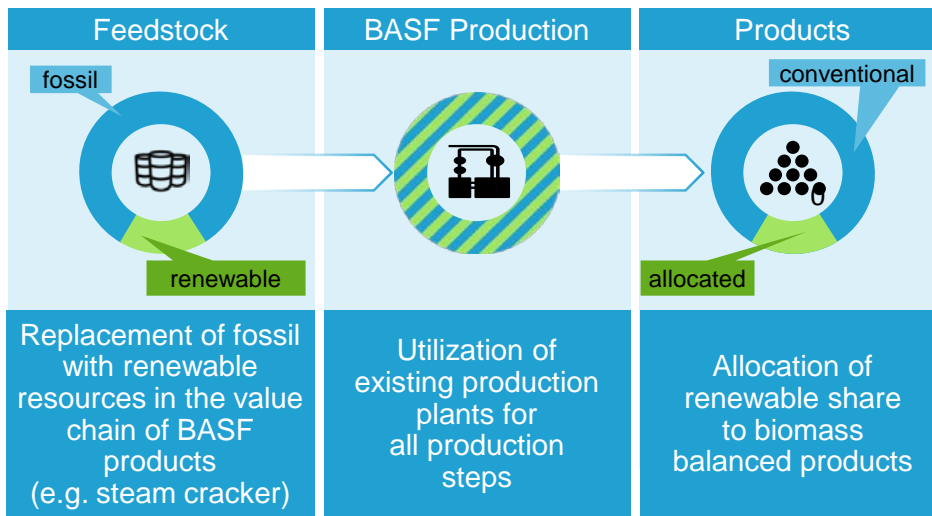 Feedstock
fossil
renewable
Replacement of fossil
with renewable
resources in the value
chain of BASF
products
(e.g. steam cracker)
BASF Production
Utilization of
existing production
plants for
all production
steps
Products
conventional
allocated
Allocation of
renewable share
to biomass
balanced products